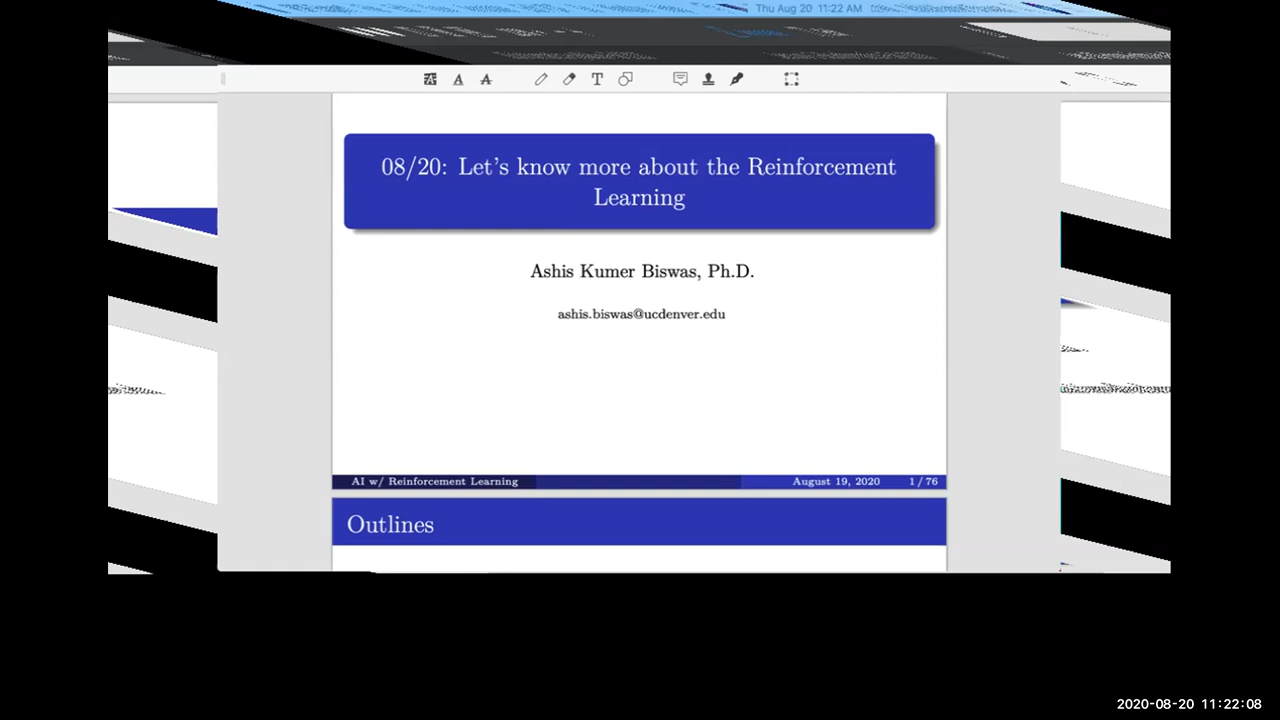 Thu Aug 20 11:22 AM
08/20: Let's know more about the Reinforcement
Learning
Ashis Kumer Biswas, Ph.D.
ashis.biswas@ucdenver.edu
AI w/ Reinforcement Learning
August 19, 2020
1 / 76
Outlines
2020-08-20 11:22:08